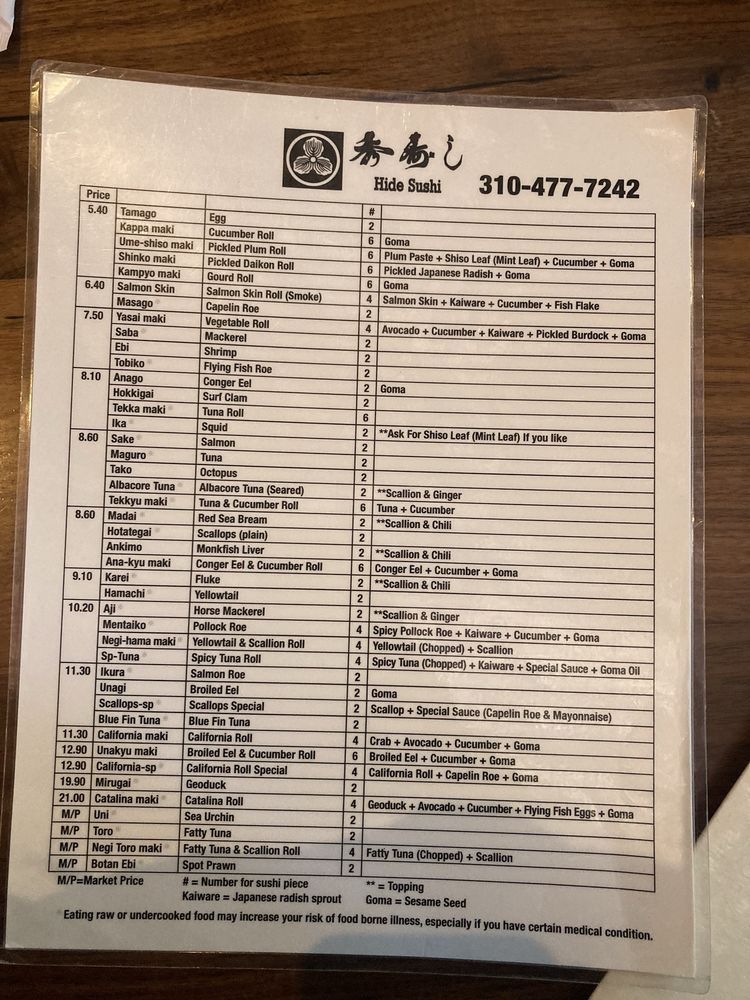 秀寿し
Hide Sushi 310-477-7242
Price #
5.40 Tamago Egg 2
Kappa maki Cucumber Roll 6 Goma
Ume-shiso maki Pickled Plum Roll 6 Plum Paste + Shiso Leaf (Mint Leaf) + Cucumber + Goma
Shinko maki Pickled Daikon Roll 6 Pickled Japanese Radish + Goma
Kampyo maki Gourd Roll 6 Goma
6.40 Salmon Skin Salmon Skin Roll (Smoke) 4 Salmon Skin + Kaiware + Cucumber + Fish Flake
Masago* Capelin Roe 2
7.50 Yasai maki Vegetable Roll 4 Avocado + Cucumber + Kaiware + Pickled Burdock + Goma
Saba* Mackerel 2
Ebi Shrimp 2
Tobiko* Flying Fish Roe 2
8.10 Anago Conger Eel 2 Goma
Hokkigai Surf Clam 2
Tekka maki* Tuna Roll 6
Ika* Squid 2 **Ask For Shiso Leaf (Mint Leaf) If you like
8.60 Sake* Salmon 2
Maguro* Tuna 2
Tako Octopus 2
Albacore Tuna* Albacore Tuna (Seared) 2 **Scallion & Ginger
Tekkyu maki* Tuna & Cucumber Roll 6 Tuna + Cucumber
8.60 Madai* Red Sea Bream 2 **Scallion & Chili
Hotategai* Scallops (plain) 2
Ankimo Monkfish Liver 2 **Scallion & Chili
Ana-kyu maki Conger Eel & Cucumber Roll 6 Conger Eel + Cucumber + Goma
9.10 Karei* Fluke 2 **Scallion & Chili
Hamachi* Yellowtail 2
10.20 Aji* Horse Mackerel 2 **Scallion & Ginger
Mentaiko* Pollock Roe 4 Spicy Pollock Roe + Kaiware + Cucumber + Goma
Negi-hama maki* Yellowtail & Scallion Roll 4 Yellowtail (Chopped) + Scallion
Sp-Tuna* Spicy Tuna Roll 4 Spicy Tuna (Chopped) + Kaiware + Special Sauce + Goma Oil
11.30 Ikura* Salmon Roe 2
Unagi Broiled Eel 2 Goma
Scallops-sp* Scallops Special 2 Scallop + Special Sauce (Capelin Roe & Mayonnaise)
Blue Fin Tuna* Blue Fin Tuna 2
11.30 California maki California Roll 4 Crab + Avocado + Cucumber + Goma
12.90 Unakyu maki Broiled Eel & Cucumber Roll 6 Broiled Eel + Cucumber + Goma
12.90 California-sp* California Roll Special 4 California Roll + Capelin Roe + Goma
19.90 Mirugai* Geoduck 2
21.00 Catalina maki* Catalina Roll 4 Geoduck + Avocado + Cucumber + Flying Fish Eggs + Goma
M/P Uni* Sea Urchin 2
M/P Toro* Fatty Tuna 2
M/P Negi Toro maki* Fatty Tuna & Scallion Roll 4 Fatty Tuna (Chopped) + Scallion
M/P Botan Ebi* Spot Prawn 2
M/P=Market Price # = Number for sushi piece ** = Topping
Kaiware = Japanese radish sprout Goma = Sesame Seed
*Eating raw or undercooked food may increase your risk of food borne illness, especially if you have certain medical condition.